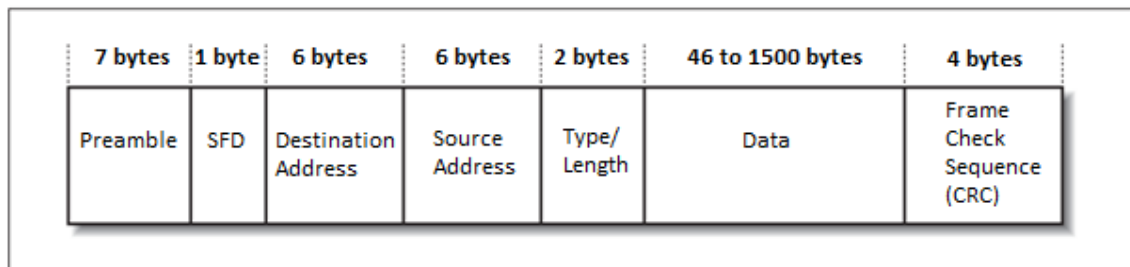 7 bytes 1 byte 6 bytes 6 bytes 2 bytes 46 to 1500 bytes 4 bytes
Preamble
SFD
Destination
Address
Source
Address
Type/
Length
Data
Frame
Check
Sequence
(CRC)